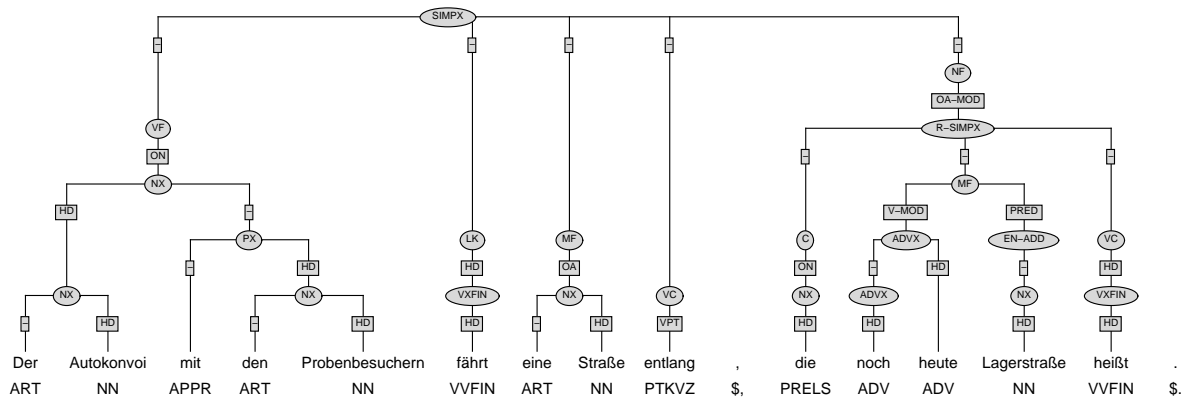 SIMPX
– – – – –
NF
OA–MOD
VF R–SIMPX
ON – – –
NX MF
HD – V–MOD PRED
PX LK MF C ADVX EN–ADD VC
– HD HD OA ON – HD – HD
NX NX VXFIN NX VC NX ADVX NX VXFIN
– HD – HD HD – HD VPT HD HD HD HD
Der Autokonvoi mit den Probenbesuchern fährt eine Straße entlang , die noch heute Lagerstraße heißt .
ART NN APPR ART NN VVFIN ART NN PTKVZ $, PRELS ADV ADV NN VVFIN $.